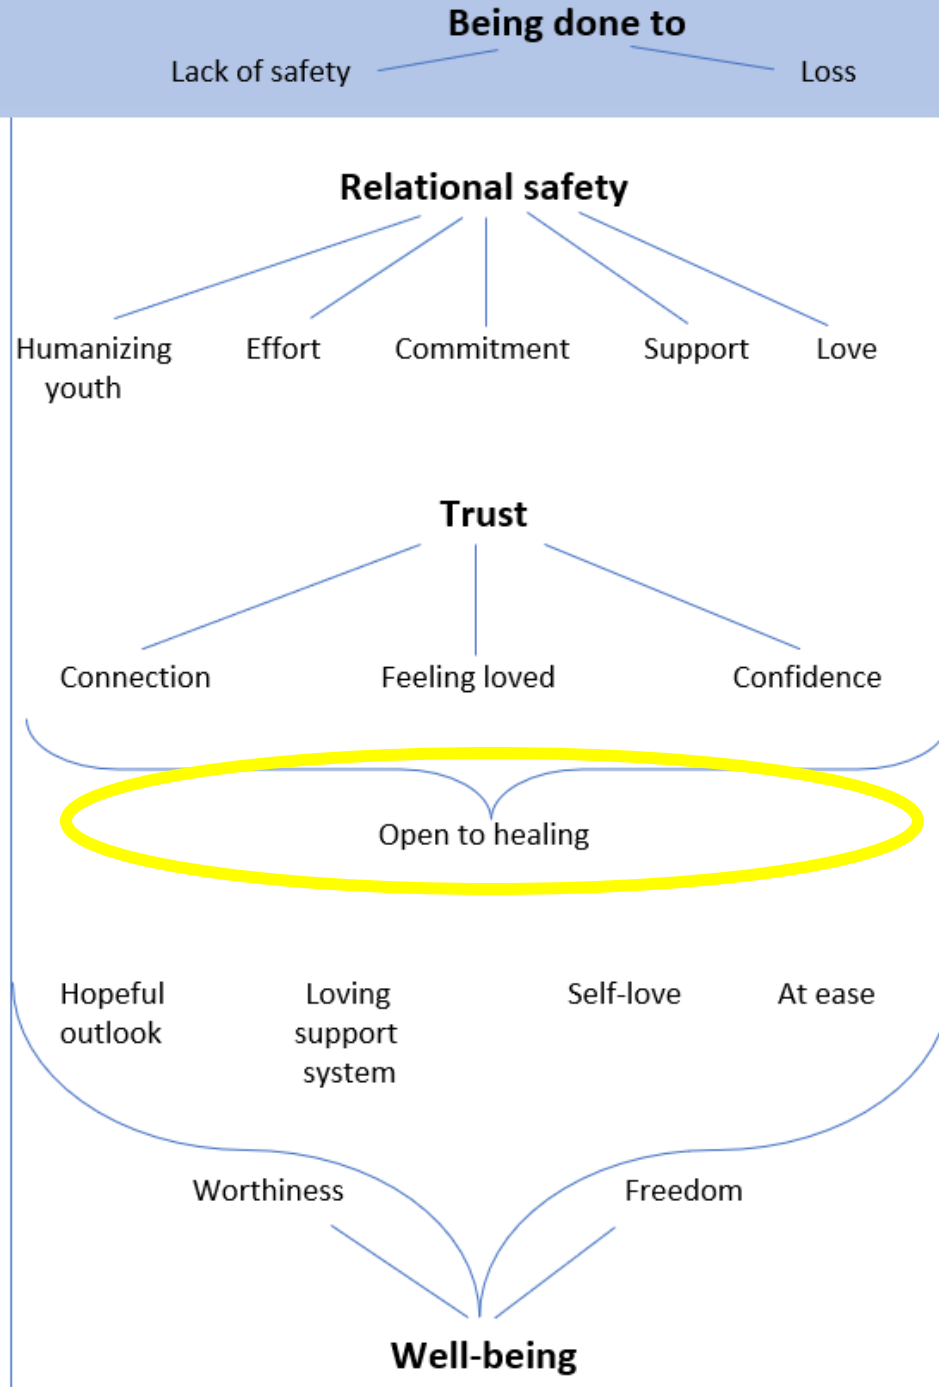 Being done to
Lack of safety Loss
Relational safety
Humanizing Effort Commitment Support Love
youth
Trust
Connection Feeling loved Confidence
Open to healing
Hopeful Loving Self-love At ease
outlook support
system
Worthiness Freedom
Well-being